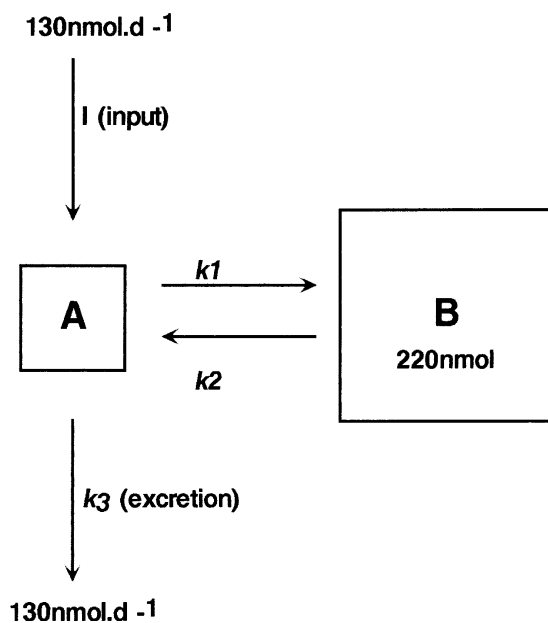 130nmol.d -1
I (input)
k1
A
B
220nmol
k2
k3 (excretion)
130nmol.d -1